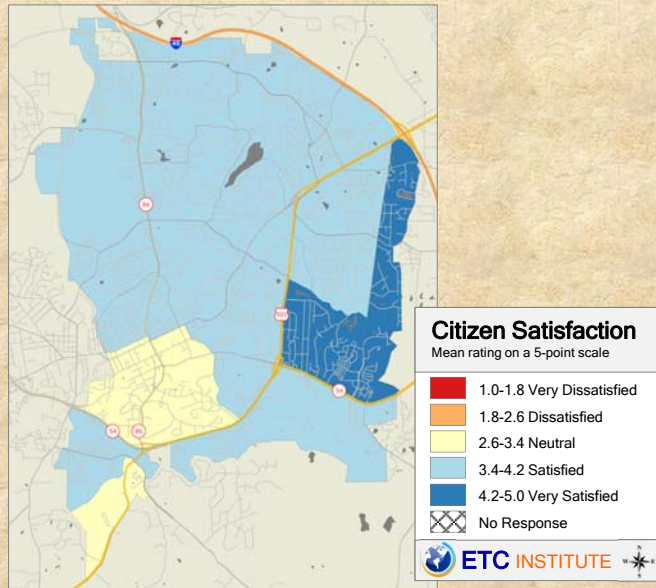 40
86
501
54
54
86
Citizen Satisfaction
Mean rating on a 5-point scale
1.0-1.8 Very Dissatisfied
1.8-2.6 Dissatisfied
2.6-3.4 Neutral
3.4-4.2 Satisfied
4.2-5.0 Very Satisfied
No Response
ETC INSTITUTE
N
W E
S